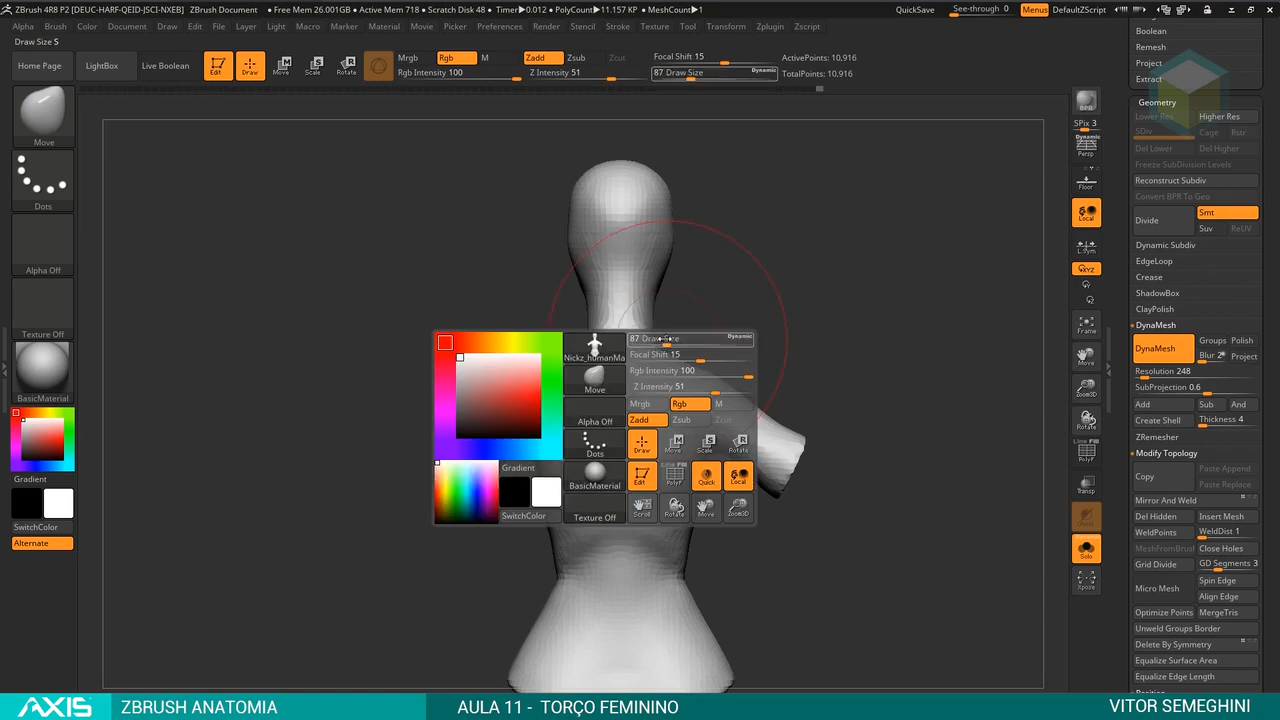 ZBrush 4R8 P2 [DEUC-HARF-QEID-JSCI-NXEB] ZBrush Document • Free Mem 26.001GB • Active Mem 718 • Scratch Disk 48 • Timer▶0.012 • PolyCount▶11.157 KP • MeshCount▶1 QuickSave See-through 0 Menus DefaultZScript
Alpha Brush Color Document Draw Edit File Layer Light Macro Marker Material Movie Picker Preferences Render Stencil Stroke Texture Tool Transform Zplugin Zscript
Draw Size S
Home Page LightBox Live Boolean Edit Draw Move Scale Rotate
Mrgb Rgb M Zadd Zsub Zcut Focal Shift 15 ActivePoints: 10,916
Rgb Intensity 100 Z Intensity 51 87 Draw Size Dynamic TotalPoints: 10,916
Move
Dots
Alpha Off
Texture Off
BasicMaterial
Gradient
SwitchColor
Alternate
87 Draw Size Dynamic
Focal Shift 15
Rgb Intensity 100
Z Intensity 51
Mrgb Rgb M
Zadd Zsub Zcut
Draw Move Scale Rotate
Edit Line Fill PolyF Quick Local
Scroll Rotate Move Zoom3D
Nickz_humanMa
Move
Alpha Off
Dots
BasicMaterial
Texture Off
Gradient
SwitchColor
BPR
SPix 3
Dynamic
Persp
Floor
Local
L.Sym
XYZ
Frame
Move
Zoom3D
Rotate
Line Fill
PolyF
Transp
Dynamic
Solo
Xpose
Boolean
Remesh
Project
Extract
Geometry
Lower Res Higher Res
SDiv Cage Rstr
Del Lower Del Higher
Freeze SubDivision Levels
Reconstruct Subdiv
Convert BPR To Geo
Divide Smt
Suv ReUV
Dynamic Subdiv
EdgeLoop
Crease
ShadowBox
ClayPolish
DynaMesh
DynaMesh Groups Polish
Blur 2 Project
Resolution 248
SubProjection 0.6
Add Sub And
Create Shell Thickness 4
ZRemesher
Modify Topology
Copy Paste Append
Paste Replace
Mirror And Weld
Del Hidden Insert Mesh
WeldPoints WeldDist 1
MeshFromBrush Close Holes
Grid Divide GD Segments 3
Micro Mesh Spin Edge
Align Edge
Optimize Points MergeTris
Unweld Groups Border
Delete By Symmetry
Equalize Surface Area
Equalize Edge Length
AXIS ZBRUSH ANATOMIA AULA 11 - TORÇO FEMININO VITOR SEMEGHINI